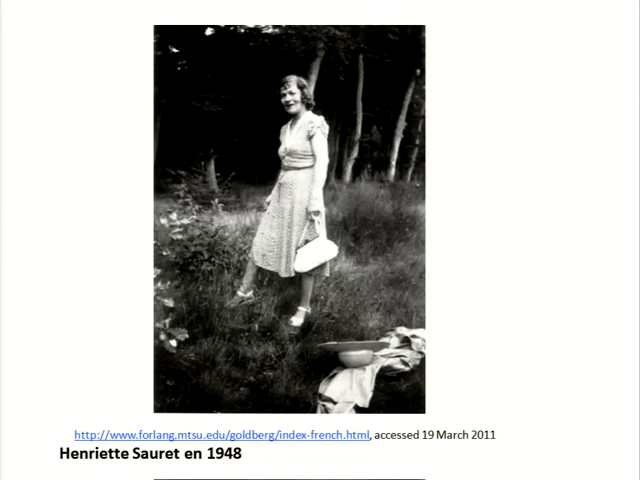 http://www.forlang.mtsu.edu/goldberg/index-french.html, accessed 19 March 2011
Henriette Sauret en 1948